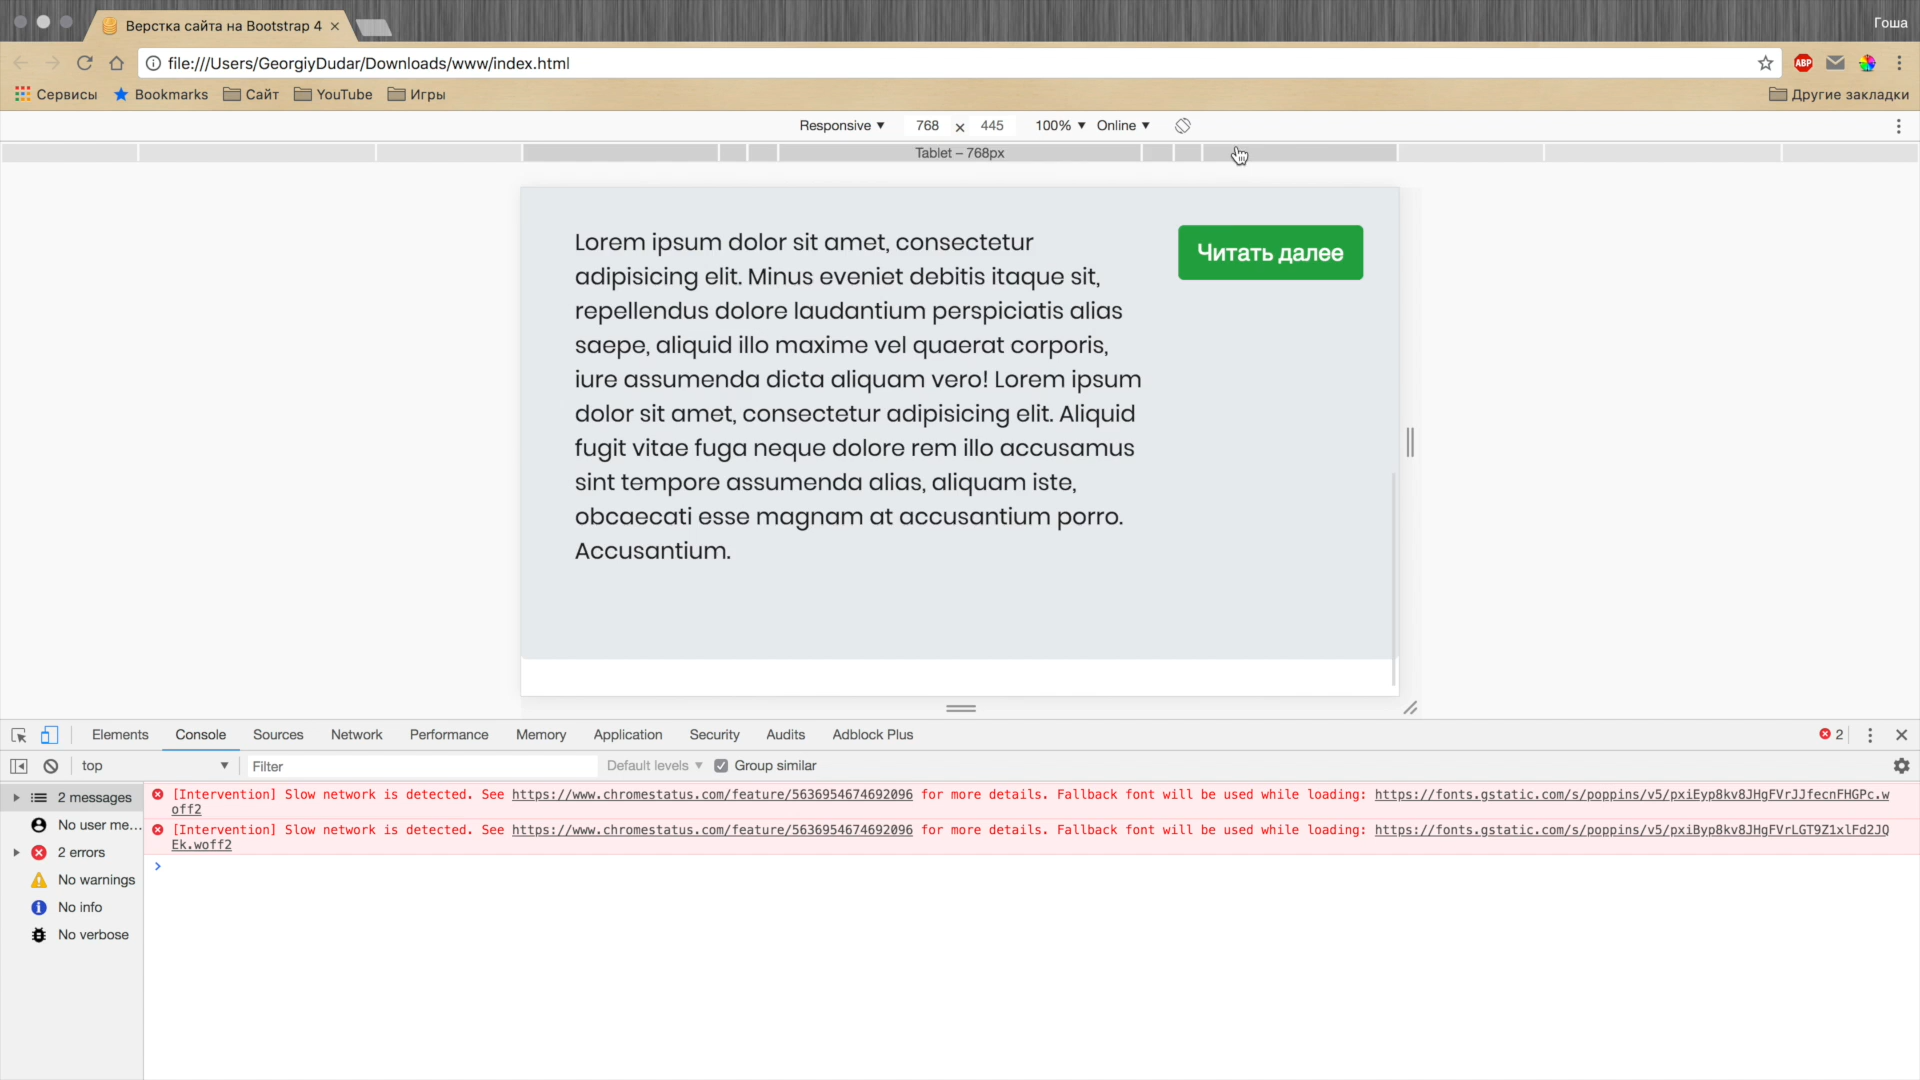 Верстка сайта на Bootstrap 4
Гоша
file:///Users/GeorgiyDudar/Downloads/www/index.html
ABP
Сервисы Bookmarks Сайт YouTube Игры Другие закладки
Responsive 768 x 445 100% Online
Tablet – 768px
Lorem ipsum dolor sit amet, consectetur
adipisicing elit. Minus eveniet debitis itaque sit,
repellendus dolore laudantium perspiciatis alias
saepe, aliquid illo maxime vel quaerat corporis,
iure assumenda dicta aliquam vero! Lorem ipsum
dolor sit amet, consectetur adipisicing elit. Aliquid
fugit vitae fuga neque dolore rem illo accusamus
sint tempore assumenda alias, aliquam iste,
obcaecati esse magnam at accusantium porro.
Accusantium.
Читать далее
Elements Console Sources Network Performance Memory Application Security Audits Adblock Plus 2
top Filter Default levels Group similar
2 messages
No user me...
2 errors
No warnings
No info
No verbose
[Intervention] Slow network is detected. See https://www.chromestatus.com/feature/5636954674692096 for more details. Fallback font will be used while loading: https://fonts.gstatic.com/s/poppins/v5/pxiEyp8kv8JHgFVrJJfecnFHGPc.w
off2
[Intervention] Slow network is detected. See https://www.chromestatus.com/feature/5636954674692096 for more details. Fallback font will be used while loading: https://fonts.gstatic.com/s/poppins/v5/pxiByp8kv8JHgFVrLGT9Z1xlFd2JQ
Ek.woff2